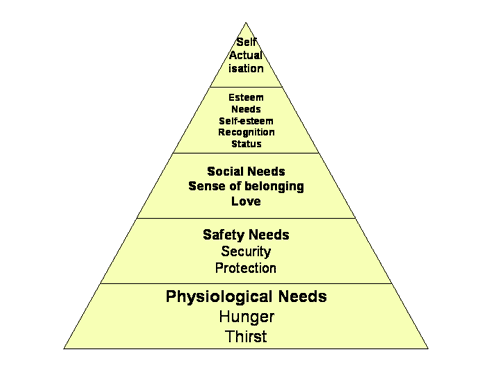 Self
Actual
isation
Esteem
Needs
Self-esteem
Recognition
Status
Social Needs
Sense of belonging
Love
Safety Needs
Security
Protection
Physiological Needs
Hunger
Thirst